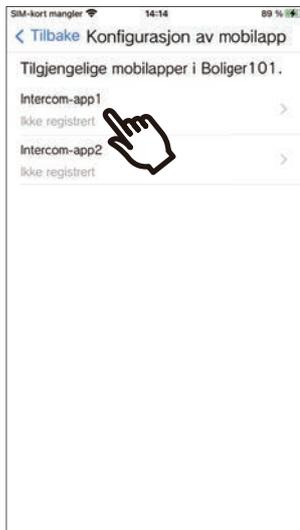 SIM-kort mangler 14:14 89 %
Tilbake Konfigurasjon av mobilapp
Tilgjengelige mobilapper i Boliger101.
Intercom-app1
Ikke registrert
Intercom-app2
Ikke registrert